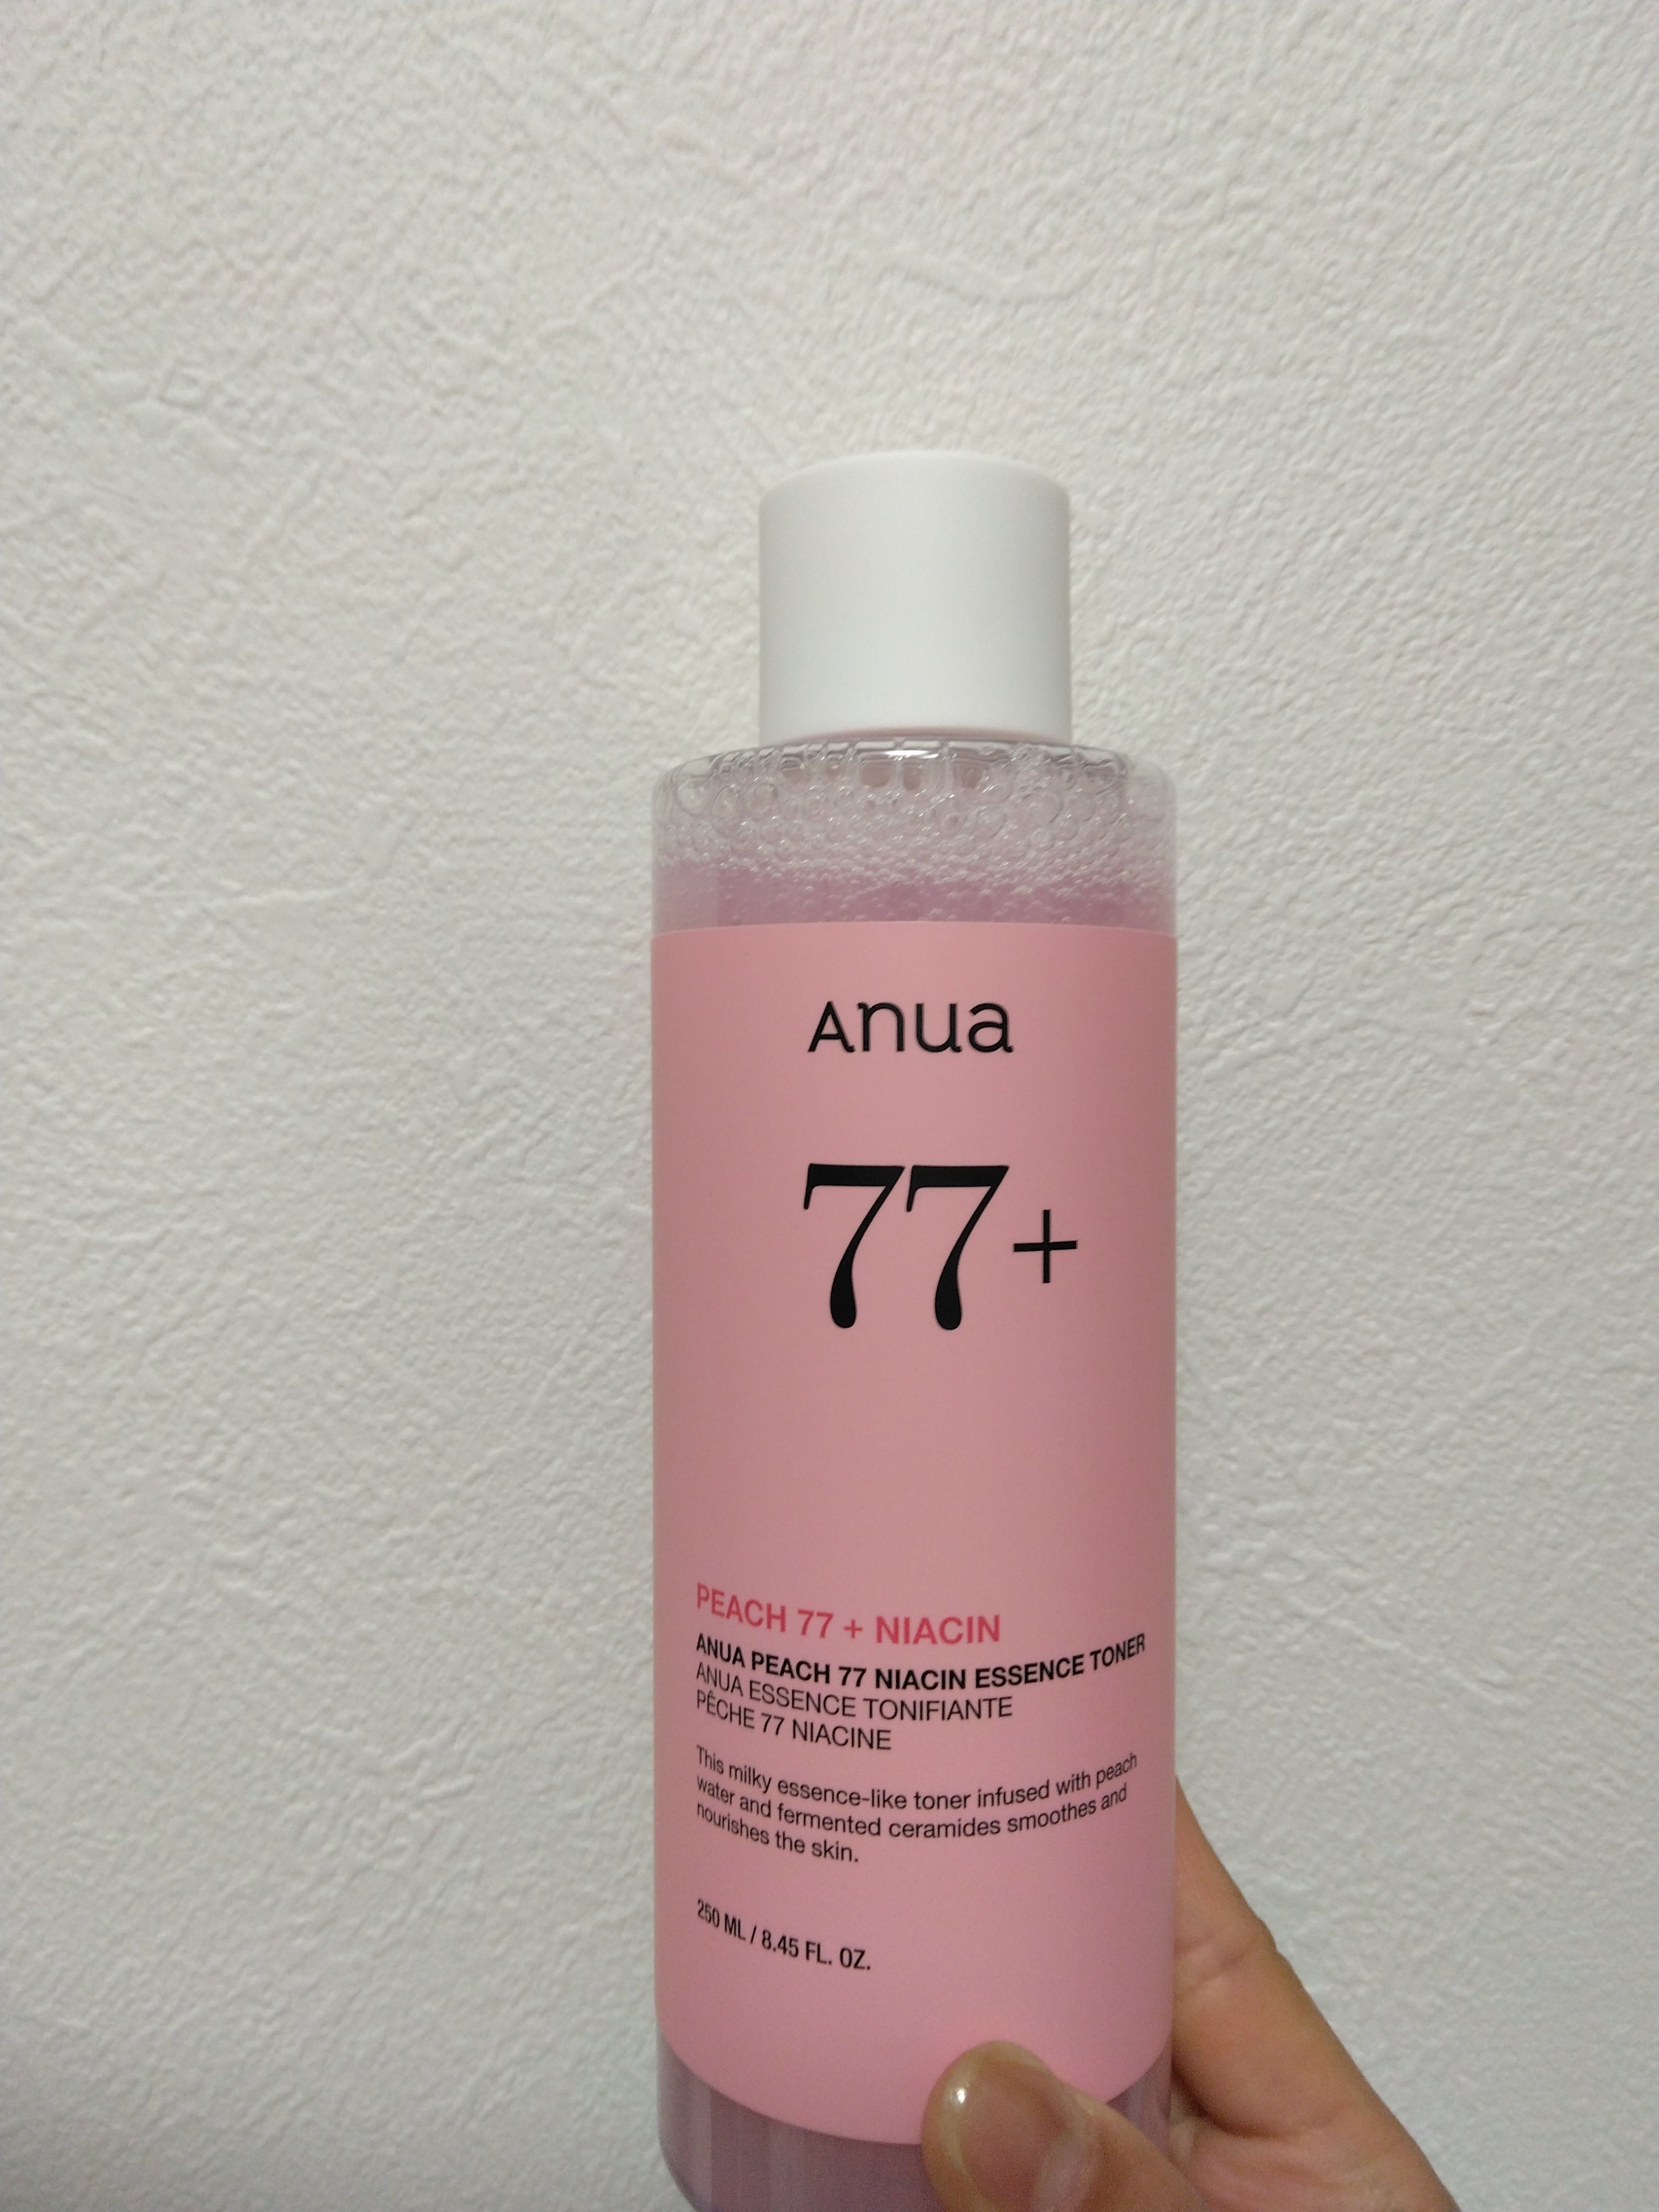 Anua
77+
PEACH 77 + NIACIN
ANUA PEACH 77 NIACIN ESSENCE TONER
ANUA ESSENCE TONIFIANTE
PÊCHE 77 NIACINE
This milky essence-like toner infused with peach
water and fermented ceramides smoothes and
nourishes the skin.
250 ML / 8.45 FL. OZ.